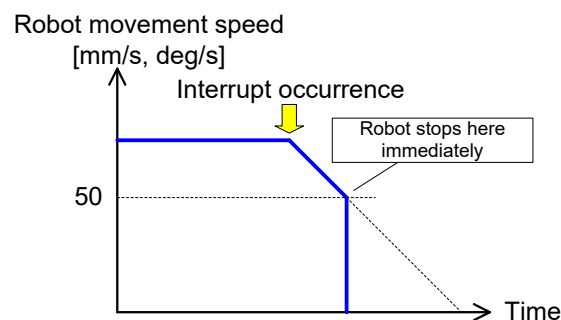 Robot movement speed
[mm/s, deg/s]
Interrupt occurrence
Robot stops here
immediately
50
Time